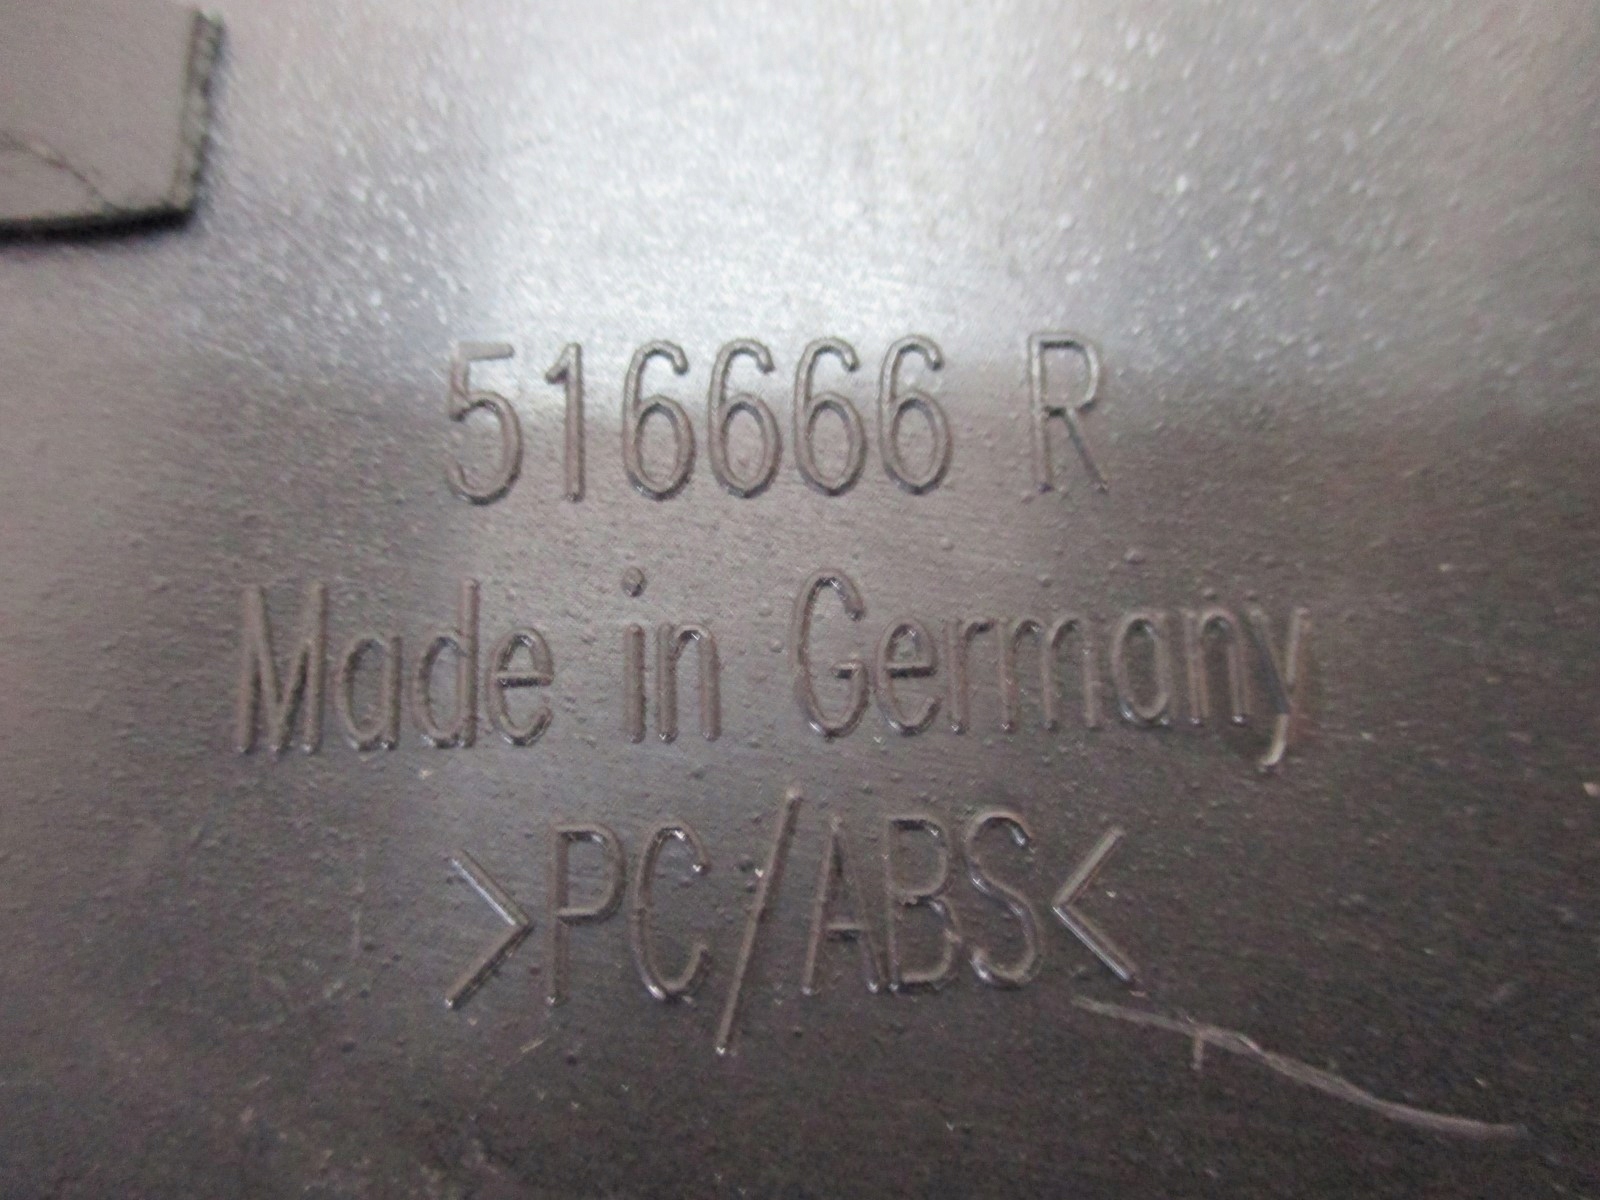 516666 R
Made in Germany
>PC/ABS<